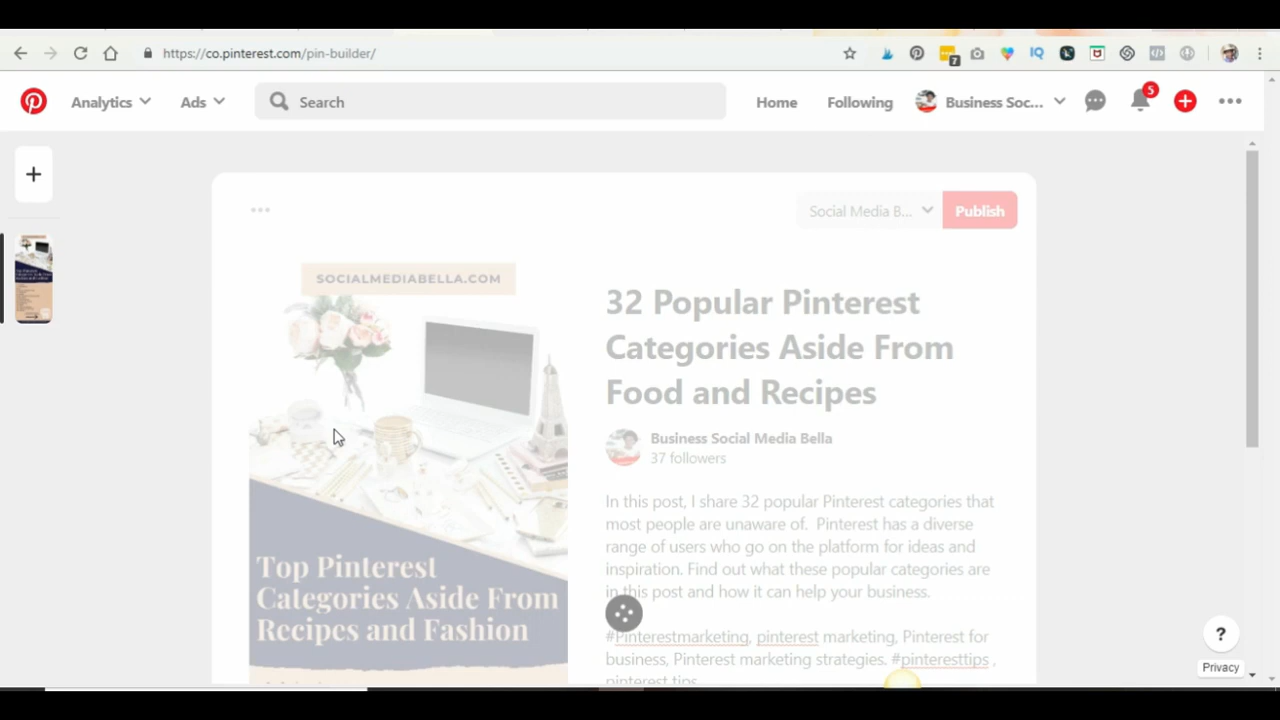 https://co.pinterest.com/pin-builder/
7
IQ
Analytics
Ads
Search
Home
Following
Business Soc...
5
Social Media B...
Publish
SOCIALMEDIABELLA.COM
32 Popular Pinterest
Categories Aside From
Food and Recipes
Business Social Media Bella
37 followers
In this post, I share 32 popular Pinterest categories that
most people are unaware of.  Pinterest has a diverse
range of users who go on the platform for ideas and
inspiration. Find out what these popular categories are
in this post and how it can help your business.
#Pinterestmarketing, pinterest marketing, Pinterest for
business, Pinterest marketing strategies. #pinteresttips ,
pinterest tips
Top Pinterest
Categories Aside From
Recipes and Fashion
?
Privacy